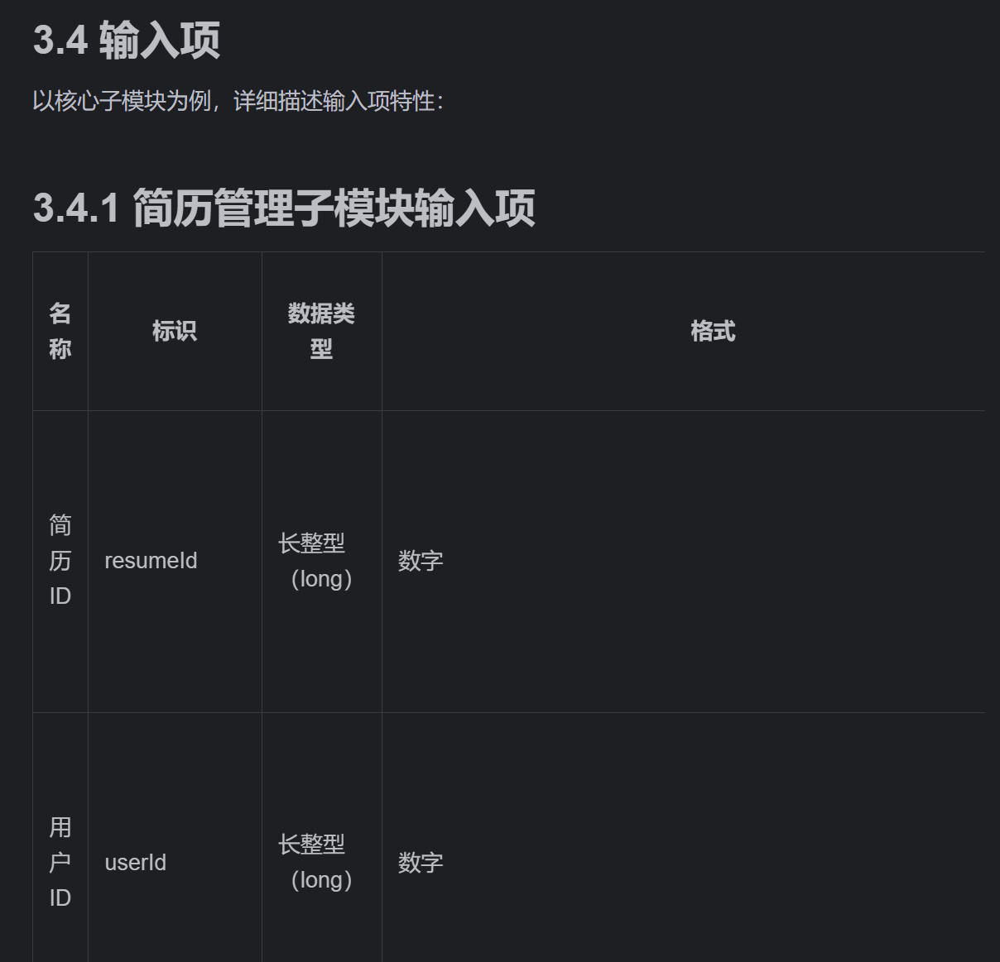 3.4 输入项
以核心子模块为例，详细描述输入项特性：
3.4.1 简历管理子模块输入项
名
称
标识
数据类
型
格式
简
历
ID
resumeId
长整型
（long）
数字
用
户
ID
userId
长整型
（long）
数字